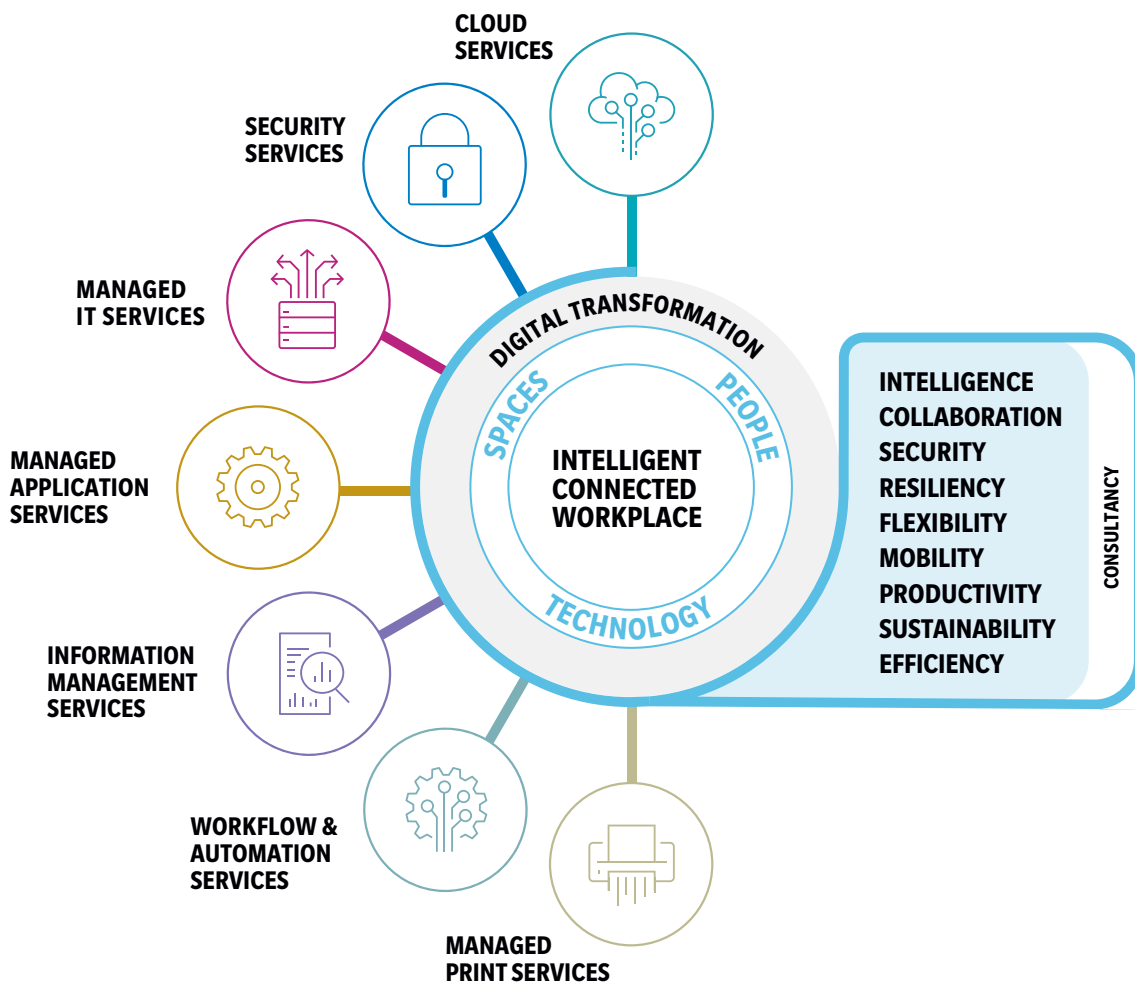 CLOUD
SERVICES
SECURITY
SERVICES
MANAGED
IT SERVICES
MANAGED
APPLICATION
SERVICES
INFORMATION
MANAGEMENT
SERVICES
WORKFLOW &
AUTOMATION
SERVICES
MANAGED
PRINT SERVICES
DIGITAL TRANSFORMATION
SPACES
PEOPLE
TECHNOLOGY
INTELLIGENT
CONNECTED
WORKPLACE
INTELLIGENCE
COLLABORATION
SECURITY
RESILIENCY
FLEXIBILITY
MOBILITY
PRODUCTIVITY
SUSTAINABILITY
EFFICIENCY
CONSULTANCY